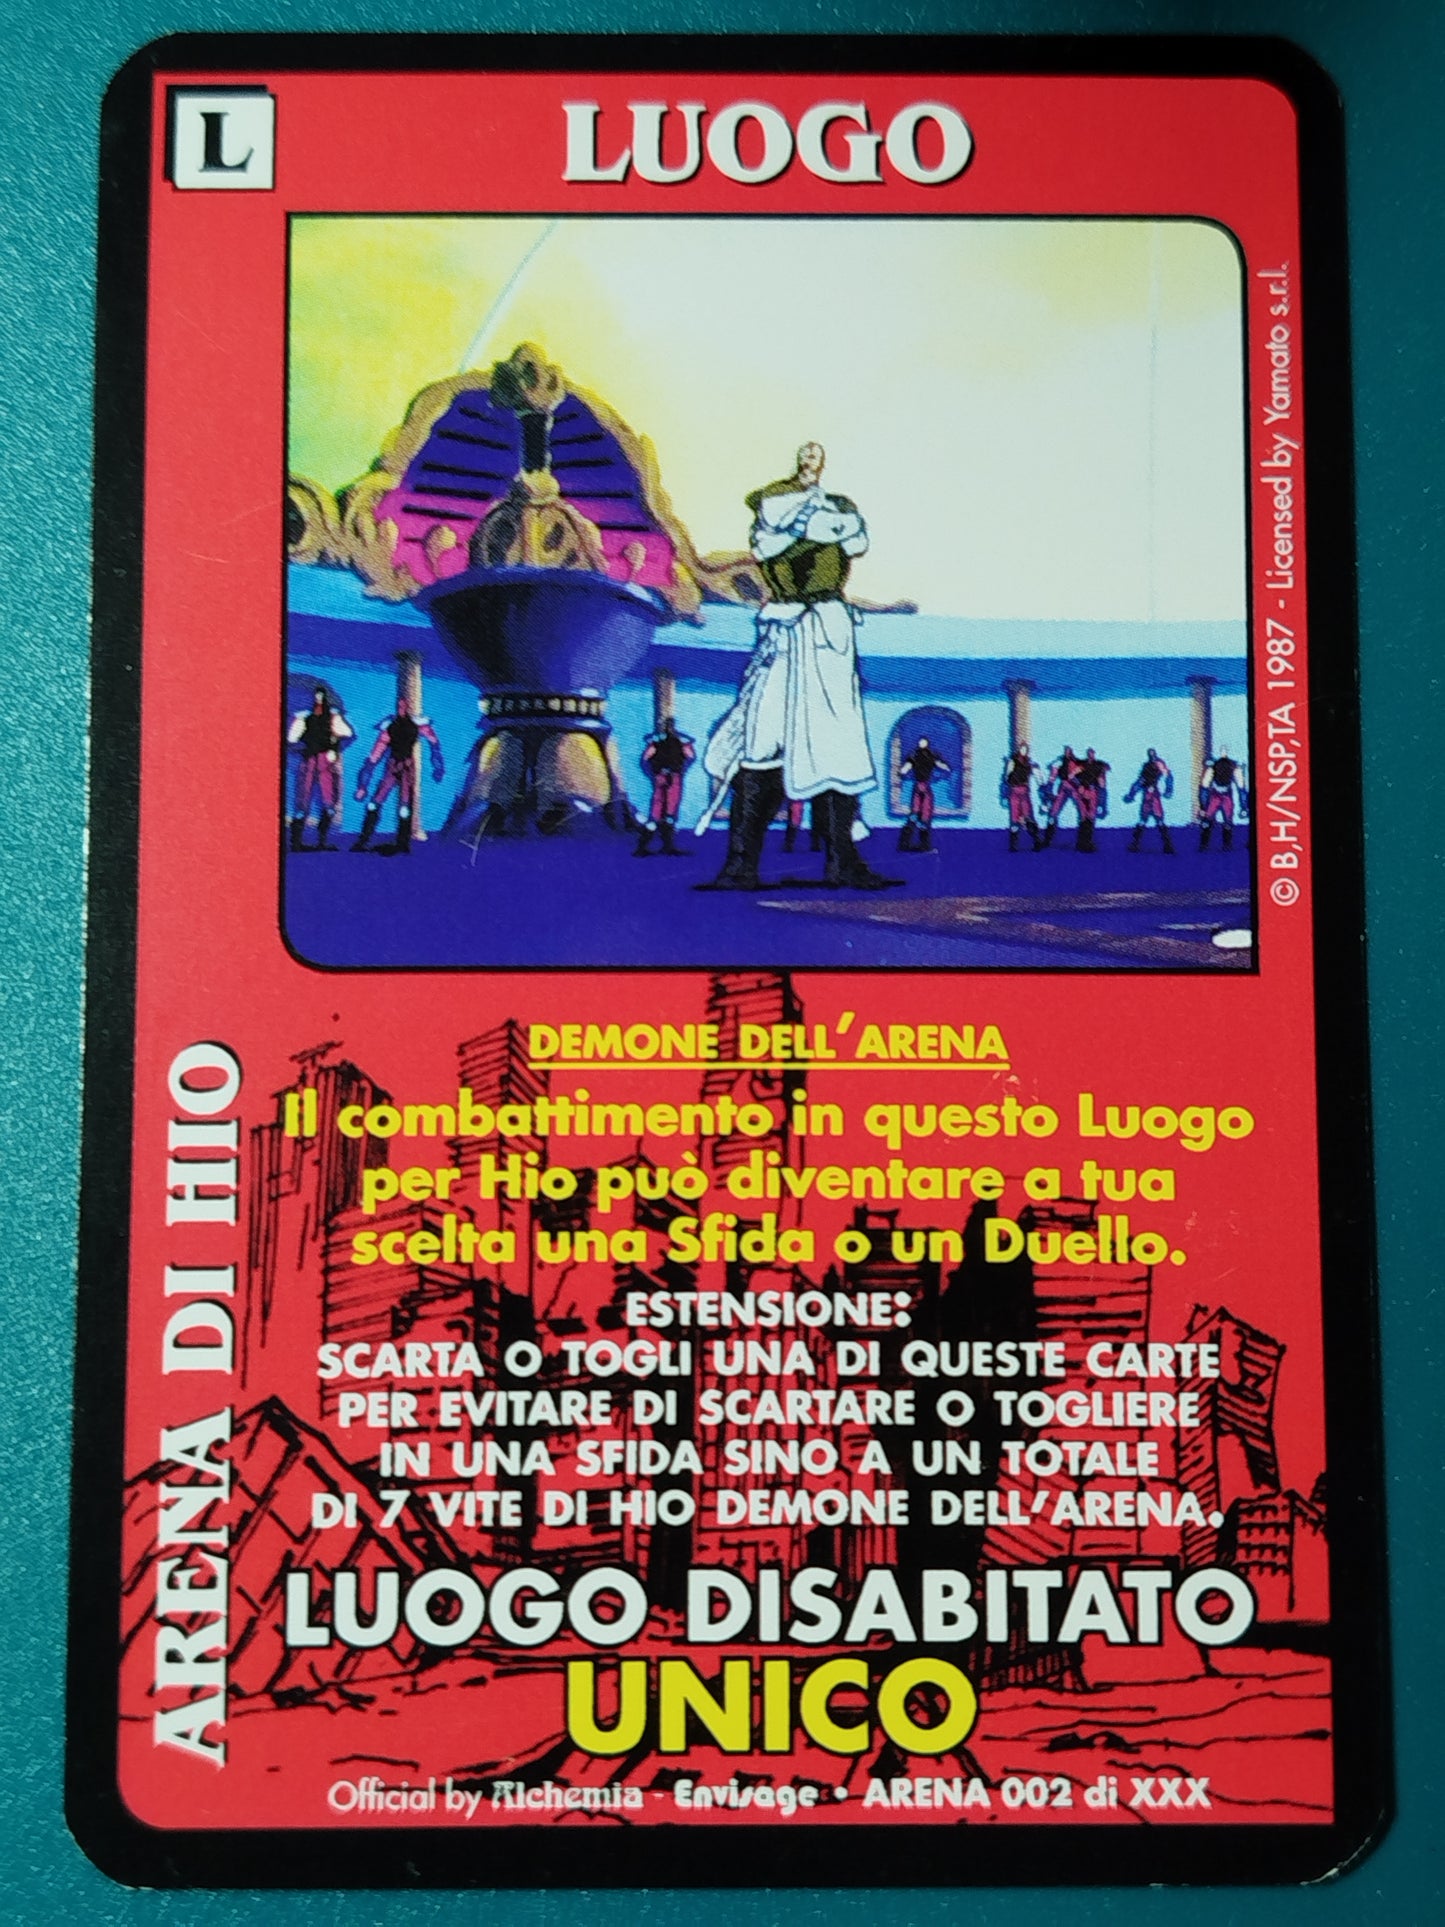 L
LUOGO
© B,H/NSP,TA 1987 - Licensed by Yamato s.r.l.
ARENA DI HIO
DEMONE DELL'ARENA
Il combattimento in questo Luogo
per Hio può diventare a tua
scelta una Sfida o un Duello.
ESTENSIONE:
SCARTA O TOGLI UNA DI QUESTE CARTE
PER EVITARE DI SCARTARE O TOGLIERE
IN UNA SFIDA SINO A UN TOTALE
DI 7 VITE DI HIO DEMONE DELL'ARENA.
LUOGO DISABITATO
UNICO
Official by Alchemia - Envisage • ARENA 002 di XXX